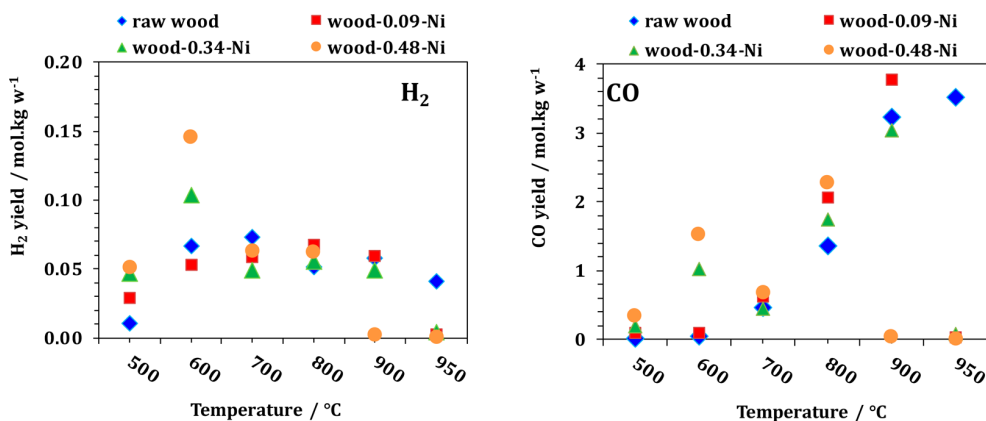 raw wood
wood-0.09-Ni
wood-0.34-Ni
wood-0.48-Ni
H₂ yield / mol.kg w⁻¹
0.20
0.15
0.10
0.05
0.00
H₂
500
600
700
800
900
950
Temperature / °C
raw wood
wood-0.09-Ni
wood-0.34-Ni
wood-0.48-Ni
CO yield / mol.kg w⁻¹
4
3
2
1
0
CO
500
600
700
800
900
950
Temperature / °C